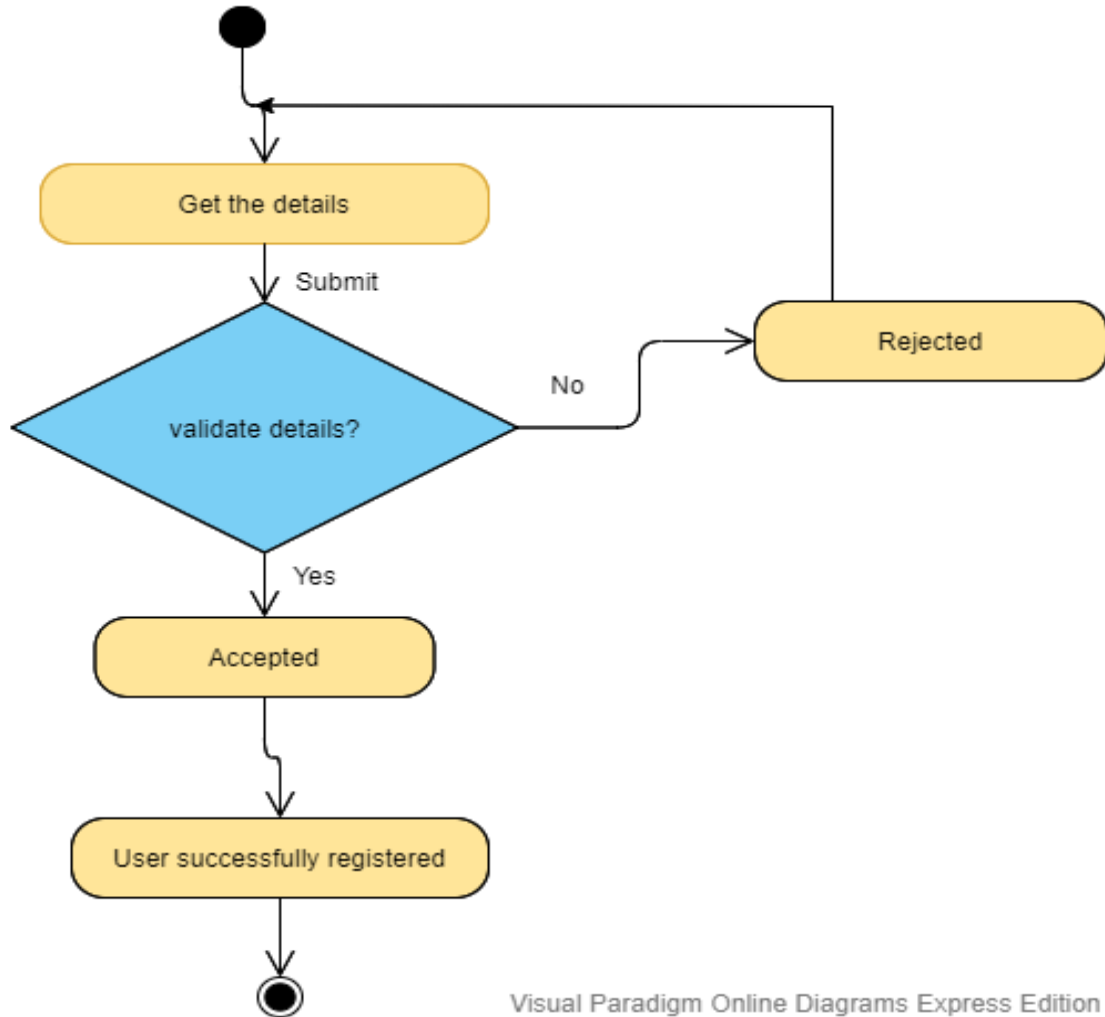 Get the details
Submit
Rejected
No
validate details?
Yes
Accepted
User successfully registered
Visual Paradigm Online Diagrams Express Edition